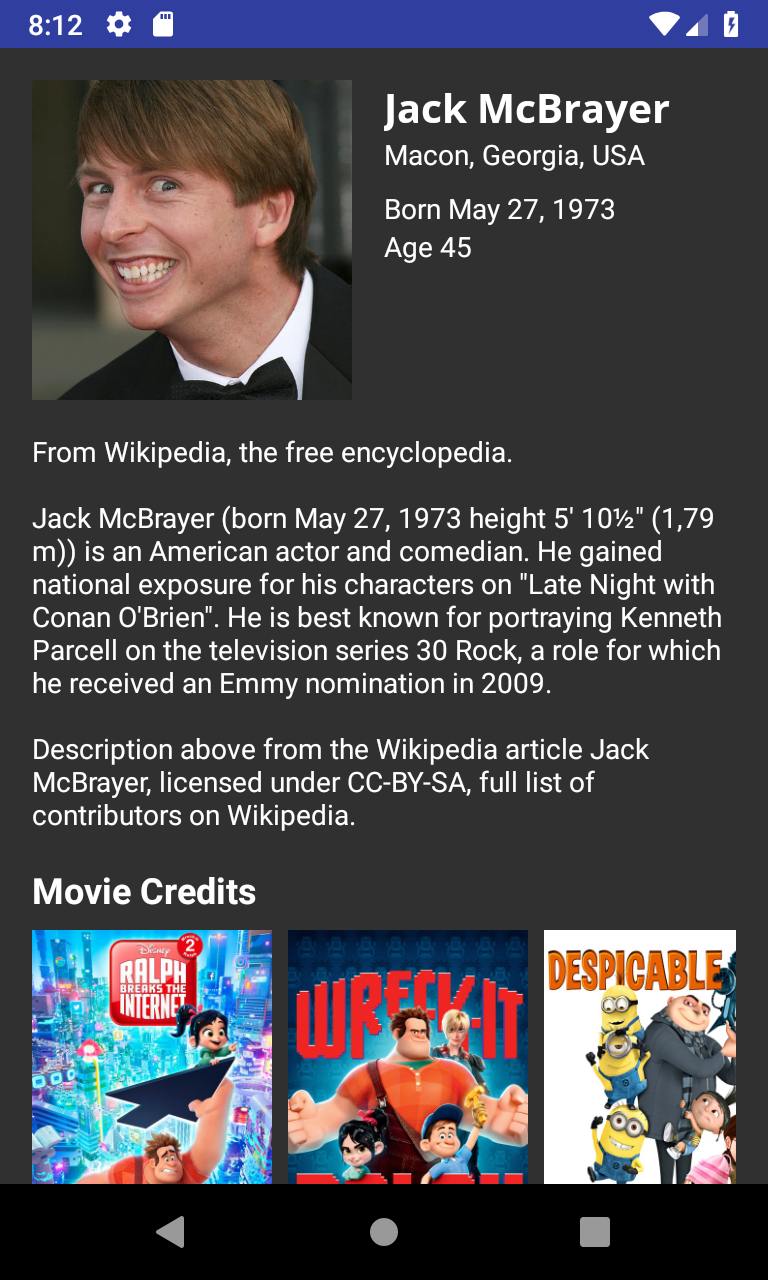 8:12
Jack McBrayer
Macon, Georgia, USA
Born May 27, 1973
Age 45
From Wikipedia, the free encyclopedia.
Jack McBrayer (born May 27, 1973 height 5' 10½" (1,79
m)) is an American actor and comedian. He gained
national exposure for his characters on "Late Night with
Conan O'Brien". He is best known for portraying Kenneth
Parcell on the television series 30 Rock, a role for which
he received an Emmy nomination in 2009.
Description above from the Wikipedia article Jack
McBrayer, licensed under CC-BY-SA, full list of
contributors on Wikipedia.
Movie Credits
Disney
2
RALPH
BREAKS THE
INTERNET
WRECK-IT
RALPH
DESPICABLE